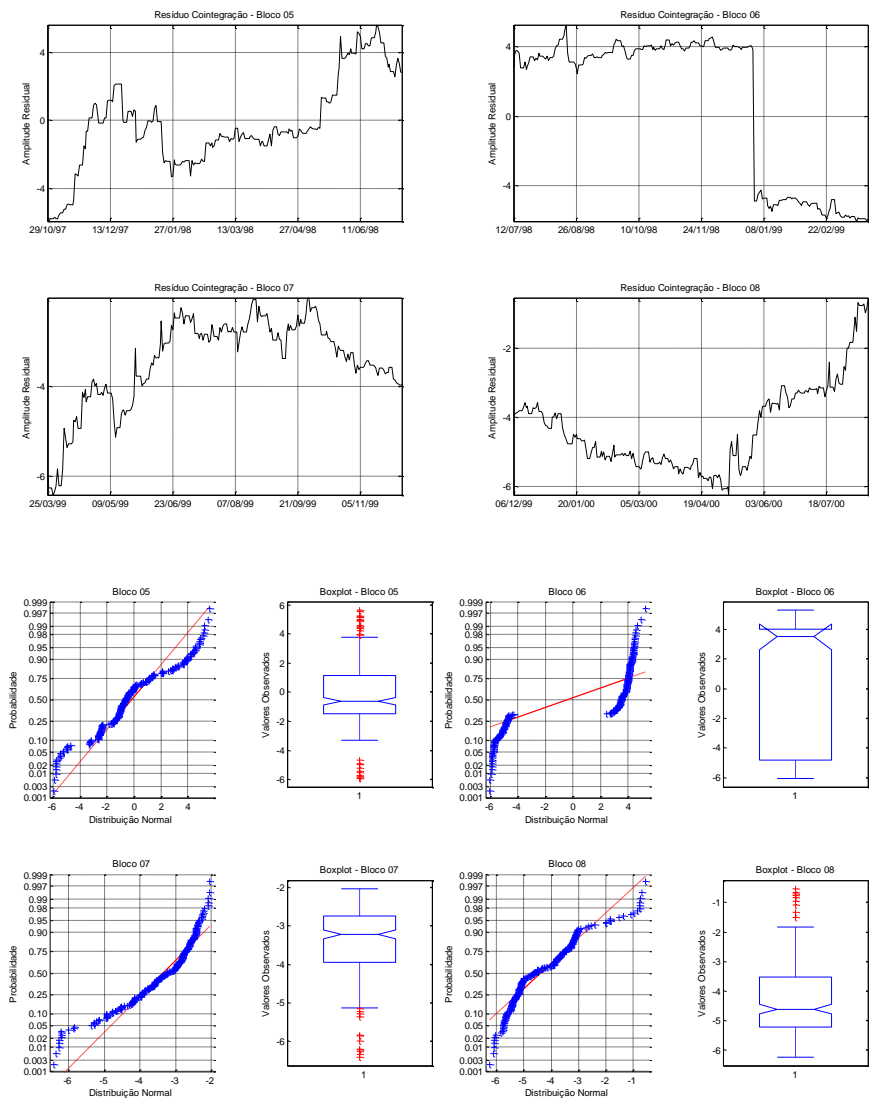 Resíduo Cointegração - Bloco 05
Amplitude Residual
4
0
-4
29/10/97 13/12/97 27/01/98 13/03/98 27/04/98 11/06/98
Resíduo Cointegração - Bloco 06
Amplitude Residual
4
0
-4
12/07/98 26/08/98 10/10/98 24/11/98 08/01/99 22/02/99
Resíduo Cointegração - Bloco 07
Amplitude Residual
-4
-6
25/03/99 09/05/99 23/06/99 07/08/99 21/09/99 05/11/99
Resíduo Cointegração - Bloco 08
Amplitude Residual
-2
-4
-6
06/12/99 20/01/00 05/03/00 19/04/00 03/06/00 18/07/00
Bloco 05
Probabilidade
0.999
0.997
0.99
0.98
0.95
0.90
0.75
0.50
0.25
0.10
0.05
0.02
0.01
0.003
0.001
-6 -4 -2 0 2 4
Distribuição Normal
Boxplot - Bloco 05
Valores Observados
6
4
2
0
-2
-4
-6
1
Bloco 06
Probabilidade
0.999
0.997
0.99
0.98
0.95
0.90
0.75
0.50
0.25
0.10
0.05
0.02
0.01
0.003
0.001
-6 -4 -2 0 2 4
Distribuição Normal
Boxplot - Bloco 06
Valores Observados
4
2
0
-2
-4
-6
1
Bloco 07
Probabilidade
0.999
0.997
0.99
0.98
0.95
0.90
0.75
0.50
0.25
0.10
0.05
0.02
0.01
0.003
0.001
-6 -5 -4 -3 -2
Distribuição Normal
Boxplot - Bloco 07
Valores Observados
-2
-3
-4
-5
-6
1
Bloco 08
Probabilidade
0.999
0.997
0.99
0.98
0.95
0.90
0.75
0.50
0.25
0.10
0.05
0.02
0.01
0.003
0.001
-6 -5 -4 -3 -2 -1
Distribuição Normal
Boxplot - Bloco 08
Valores Observados
-1
-2
-3
-4
-5
-6
1